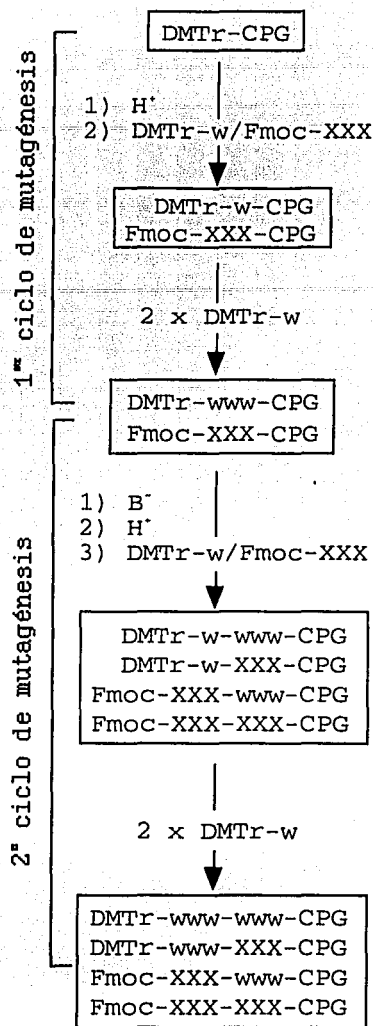 DMTr-CPG
1) H⁺
2) DMTr-w/Fmoc-XXX
DMTr-w-CPG
Fmoc-XXX-CPG
2 x DMTr-w
DMTr-www-CPG
Fmoc-XXX-CPG
1er ciclo de mutagénesis
1) B⁻
2) H⁺
3) DMTr-w/Fmoc-XXX
DMTr-w-www-CPG
DMTr-w-XXX-CPG
Fmoc-XXX-www-CPG
Fmoc-XXX-XXX-CPG
2 x DMTr-w
DMTr-www-www-CPG
DMTr-www-XXX-CPG
Fmoc-XXX-www-CPG
Fmoc-XXX-XXX-CPG
2º ciclo de mutagénesis